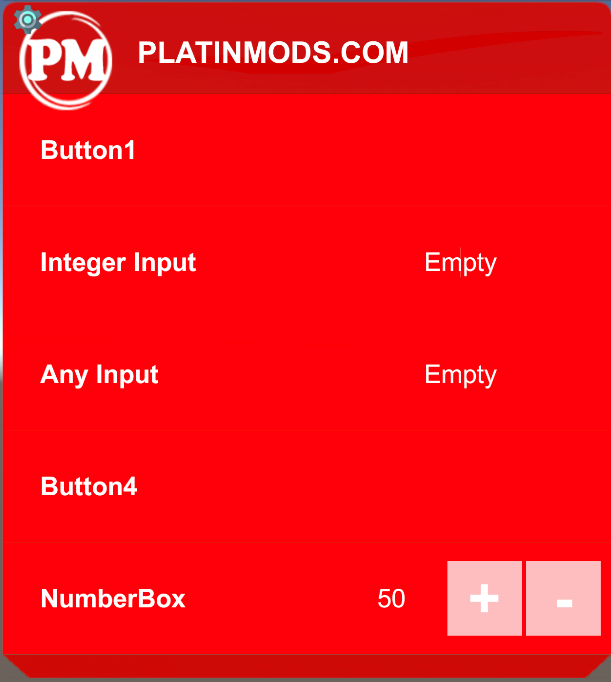 PM
PLATINMODS.COM
Button1
Integer Input Empty
Any Input Empty
Button4
NumberBox 50 + -